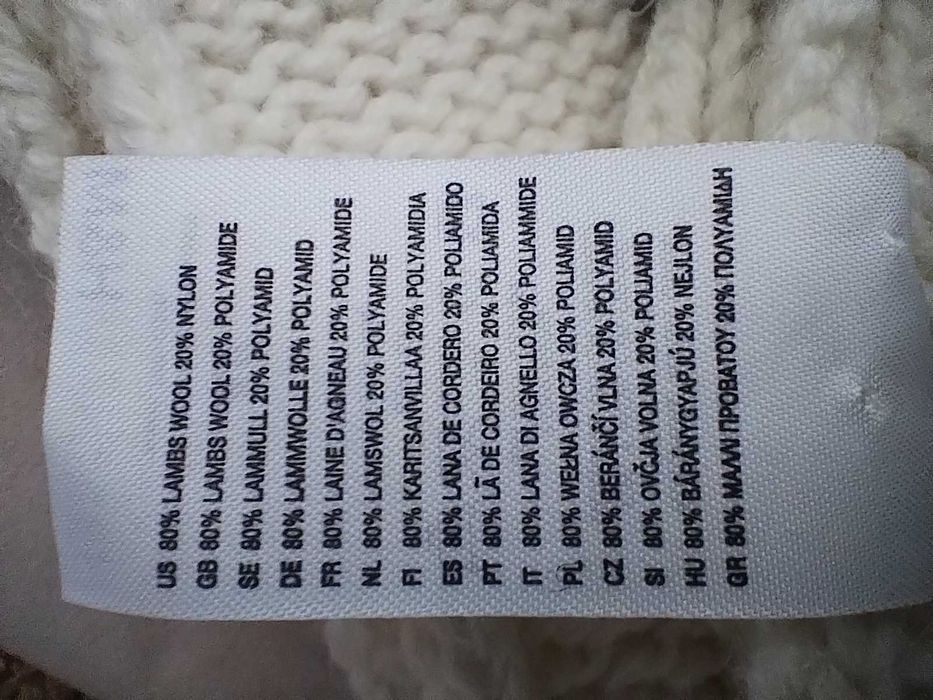 US 80% LAMBS WOOL 20% NYLON
GB 80% LAMBS WOOL 20% POLYAMIDE
SE 80% LAMMULL 20% POLYAMID
DE 80% LAMMWOLLE 20% POLYAMID
FR 80% LAINE D'AGNEAU 20% POLYAMIDE
NL 80% LAMSWOL 20% POLYAMIDE
FI 80% KARITSANVILLAA 20% POLYAMIDIA
ES 80% LANA DE CORDERO 20% POLIAMIDO
PT 80% LÃ DE CORDEIRO 20% POLIAMIDA
IT 80% LANA DI AGNELLO 20% POLIAMMIDE
PL 80% WEŁNA OWCZA 20% POLIAMID
CZ 80% BERÁNČÍ VLNA 20% POLYAMID
SI 80% OVČJA VOLNA 20% POLIAMID
HU 80% BÁRÁNYGYAPJÚ 20% NEJLON
GR 80% ΜΑΛΛΙ ΠΡΟΒΑΤΟΥ 20% ΠΟΛΥΑΜΙΔΗ